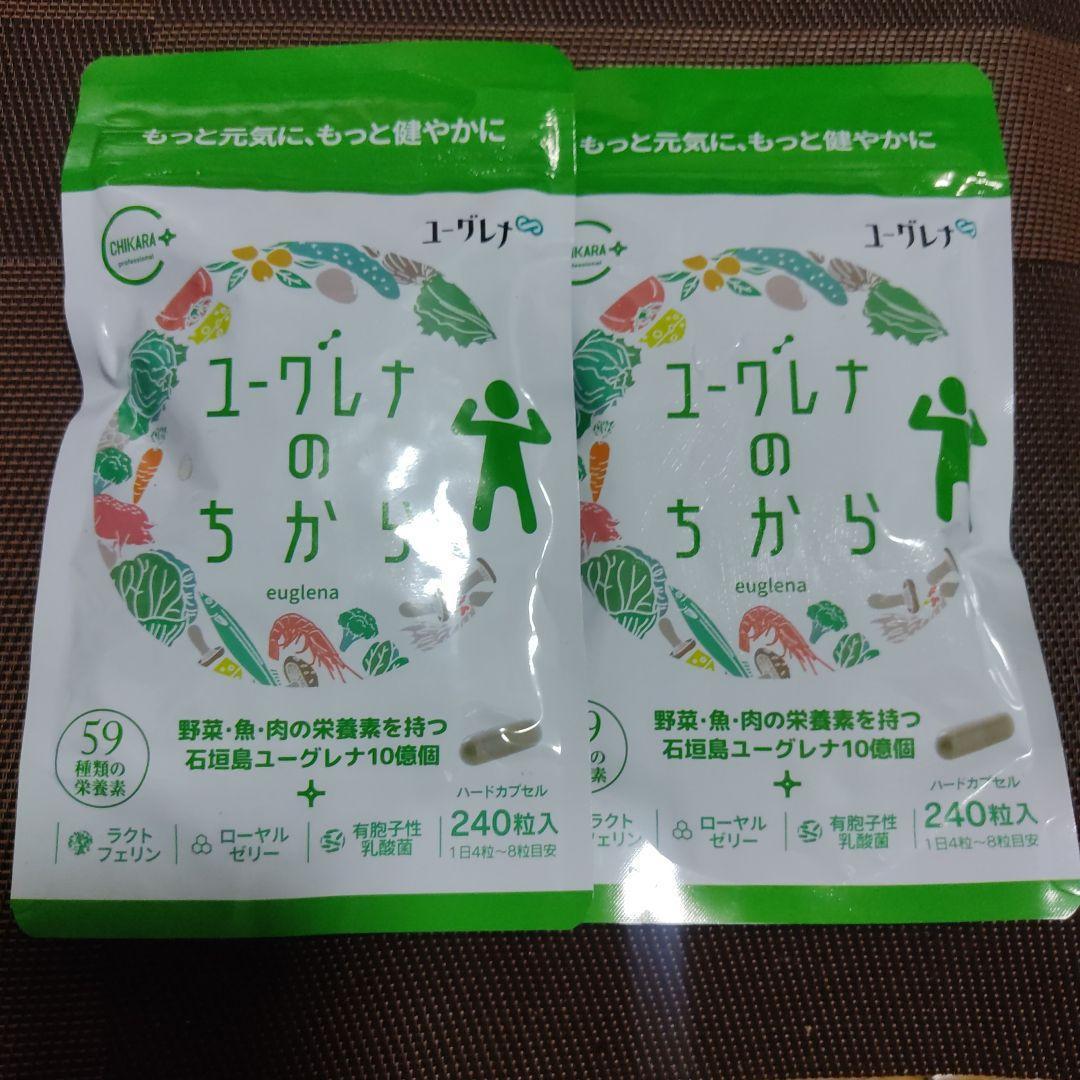 もっと元気に、もっと健やかに
CHIKARA
professional
ユーグレナ
ユーグレナ
の
ちから
euglena
59
種類の
栄養素
野菜・魚・肉の栄養素を持つ
石垣島ユーグレナ10億個
ハードカプセル
240粒入
1日4粒～8粒目安
ラクト
フェリン
ローヤル
ゼリー
有胞子性
乳酸菌
もっと元気に、もっと健やかに
CHIKARA
professional
ユーグレナ
ユーグレナ
の
ちから
euglena
9
の
素
野菜・魚・肉の栄養素を持つ
石垣島ユーグレナ10億個
ハードカプセル
240粒入
1日4粒～8粒目安
ラクト
フェリン
ローヤル
ゼリー
有胞子性
乳酸菌